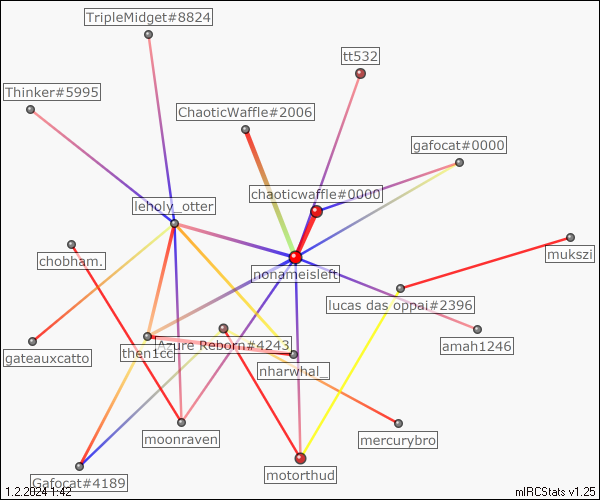 TripleMidget#8824
tt532
Thinker#5995
ChaoticWaffle#2006
gafocat#0000
chaoticwaffle#0000
leholy_otter
chobham.
mukszi
nonameisleft
lucas das oppai#2396
Azure Reborn#4243
amah1246
then1cc
gateauxcatto
nharwhal_
moonraven
mercurybro
motorthud
Gafocat#4189
1.2.2024 1:42
mIRCStats v1.25